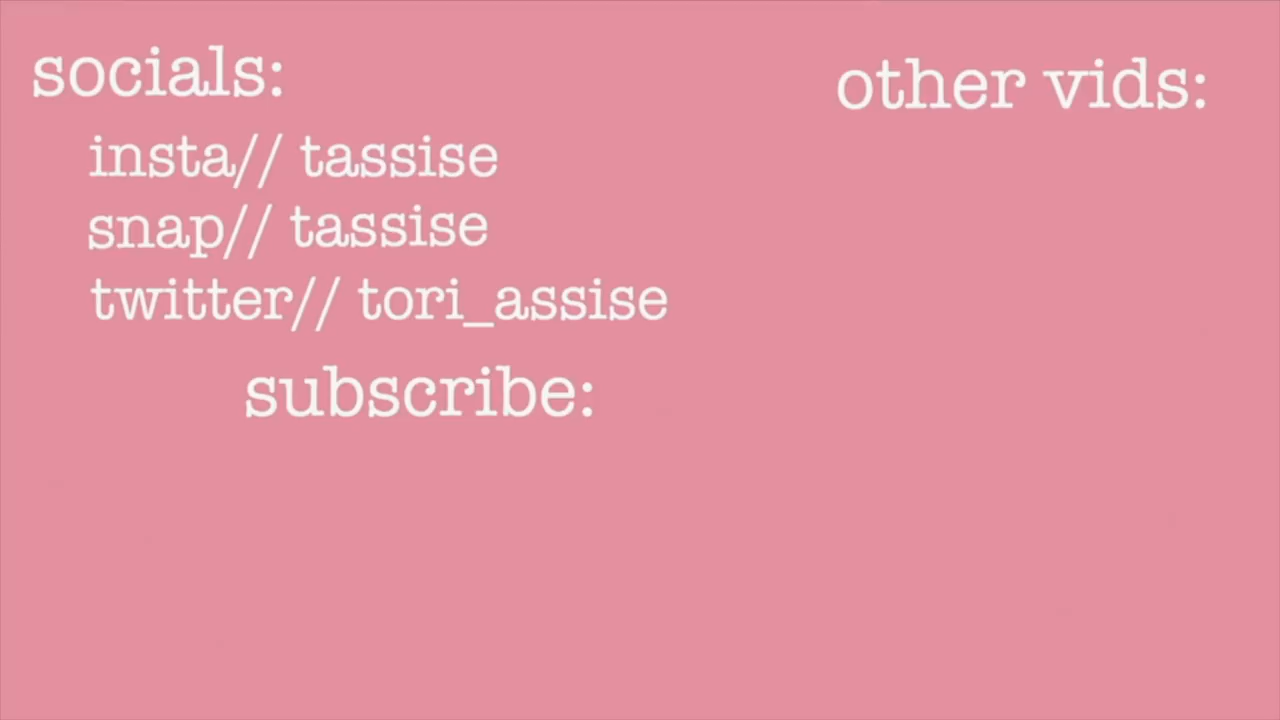 socials:
insta// tassise
snap// tassise
twitter// tori_assise
subscribe:
other vids: